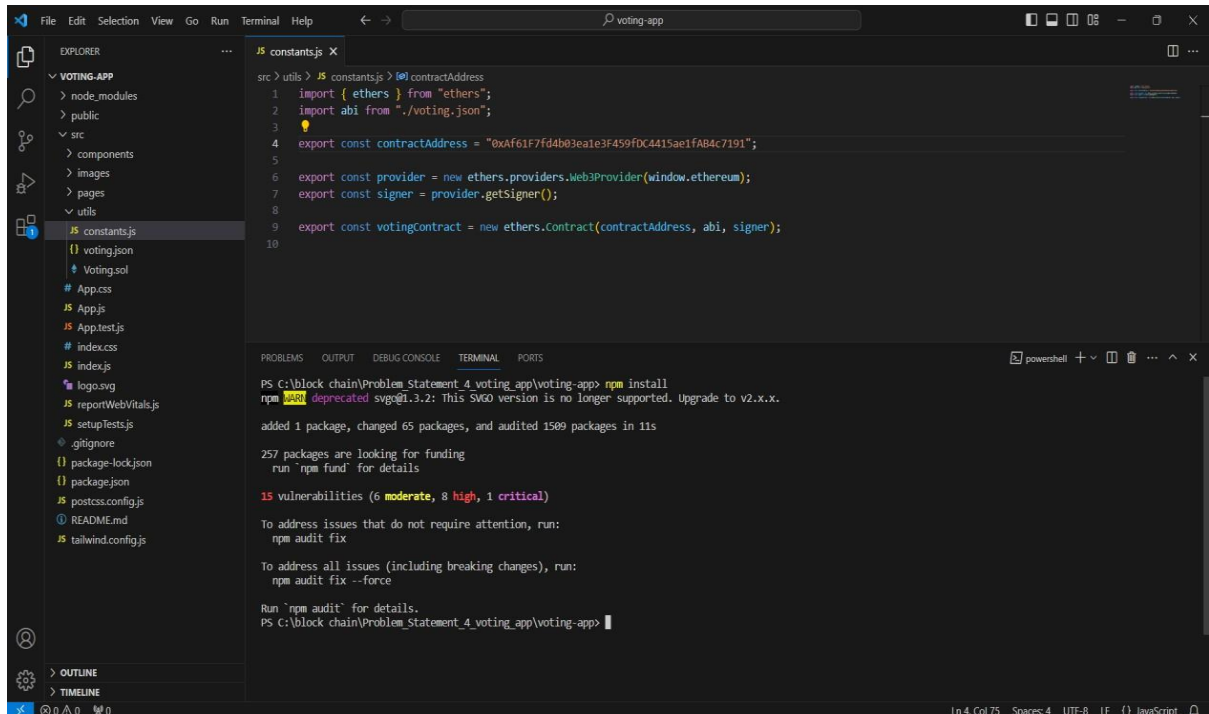 File Edit Selection View Go Run Terminal Help
voting-app
EXPLORER
VOTING-APP
node_modules
public
src
components
images
pages
utils
JS constants.js
{} voting.json
Voting.sol
# App.css
JS App.js
JS App.test.js
# index.css
JS index.js
logo.svg
JS reportWebVitals.js
JS setupTests.js
.gitignore
{} package-lock.json
{} package.json
JS postcss.config.js
README.md
JS tailwind.config.js
OUTLINE
TIMELINE
1
JS constants.js
src > utils > JS constants.js > contractAddress
1 import { ethers } from "ethers";
2 import abi from "./voting.json";
3
4 export const contractAddress = "0xAf61F7fd4b03ea1e3F459fDC4415ae1fAB4c7191";
5
6 export const provider = new ethers.providers.Web3Provider(window.ethereum);
7 export const signer = provider.getSigner();
8
9 export const votingContract = new ethers.Contract(contractAddress, abi, signer);
10
PROBLEMS OUTPUT DEBUG CONSOLE TERMINAL PORTS
powershell
PS C:\block chain\Problem_Statement_4_voting_app\voting-app> npm install
npm WARN deprecated svgo@1.3.2: This SVGO version is no longer supported. Upgrade to v2.x.x.
added 1 package, changed 65 packages, and audited 1509 packages in 11s
257 packages are looking for funding
run `npm fund` for details
15 vulnerabilities (6 moderate, 8 high, 1 critical)
To address issues that do not require attention, run:
npm audit fix
To address all issues (including breaking changes), run:
npm audit fix --force
Run `npm audit` for details.
PS C:\block chain\Problem_Statement_4_voting_app\voting-app>
0 0 0
Ln 4, Col 75 Spaces: 4 UTF-8 LF {} JavaScript